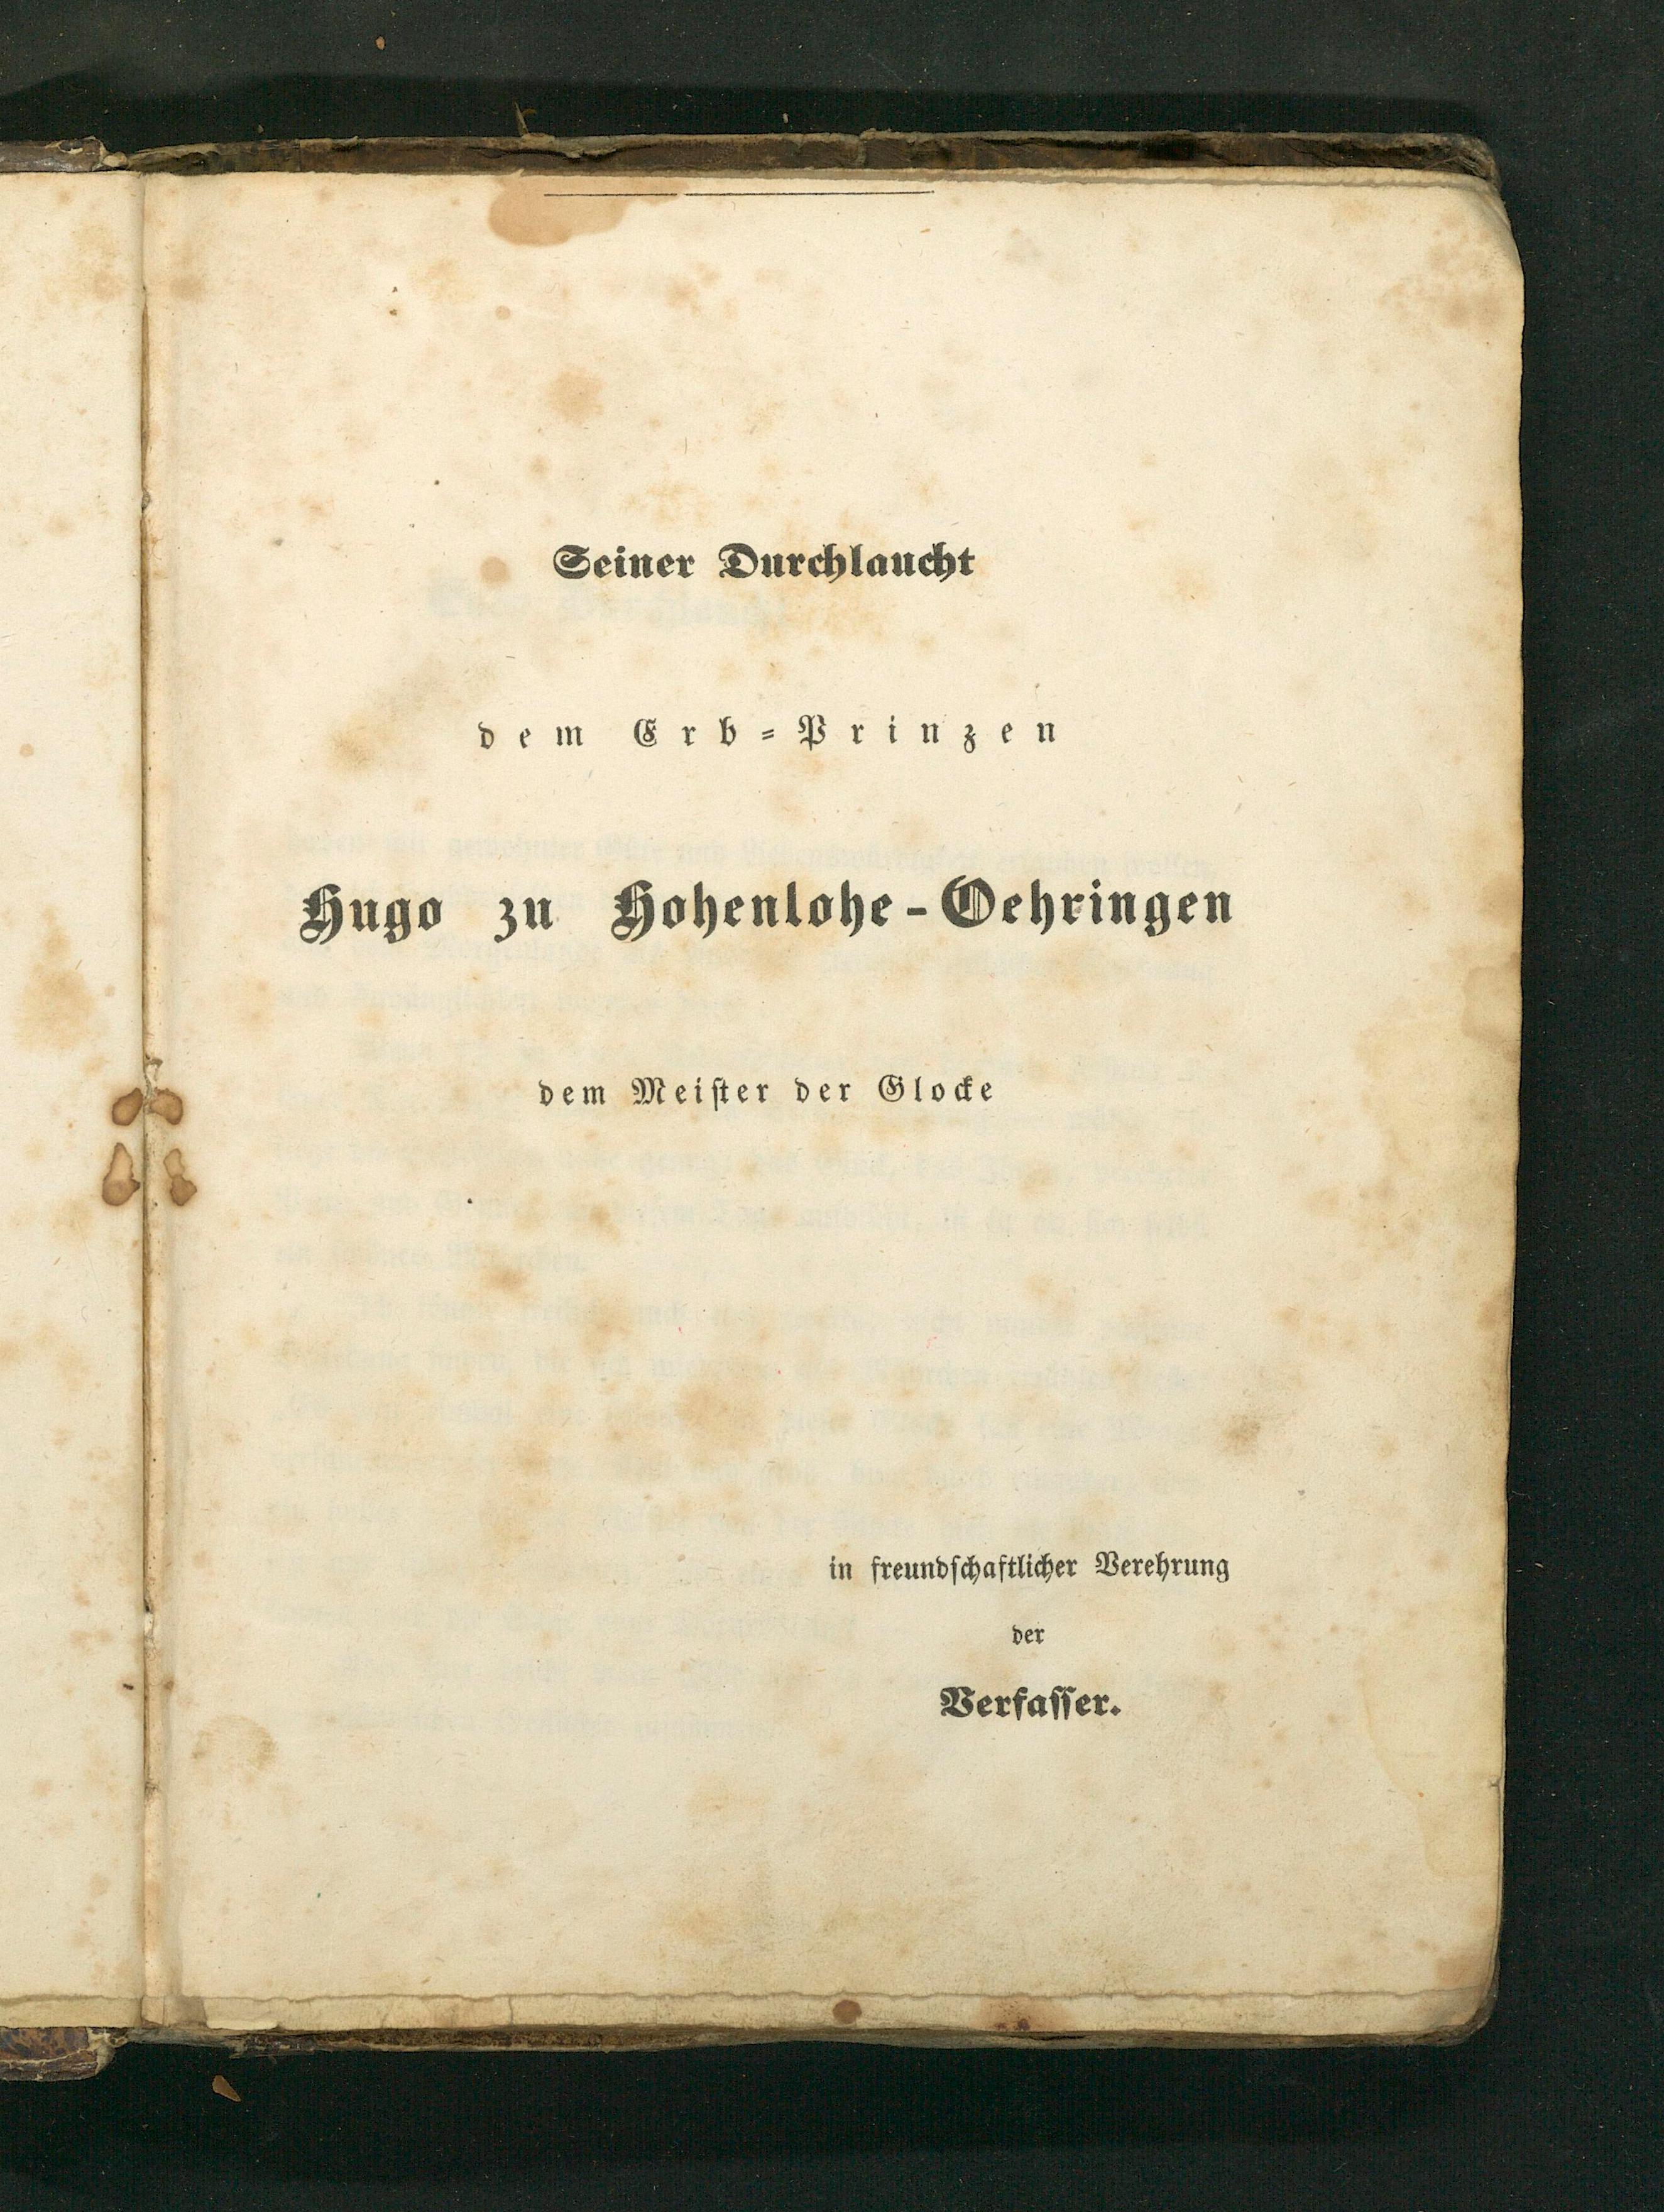 Seiner Durchlaucht
dem Erb-Prinzen
Hugo zu Hohenlohe-Oehringen
dem Meiſter der Glocke
in freundſchaftlicher Verehrung
der
Verfaſſer.